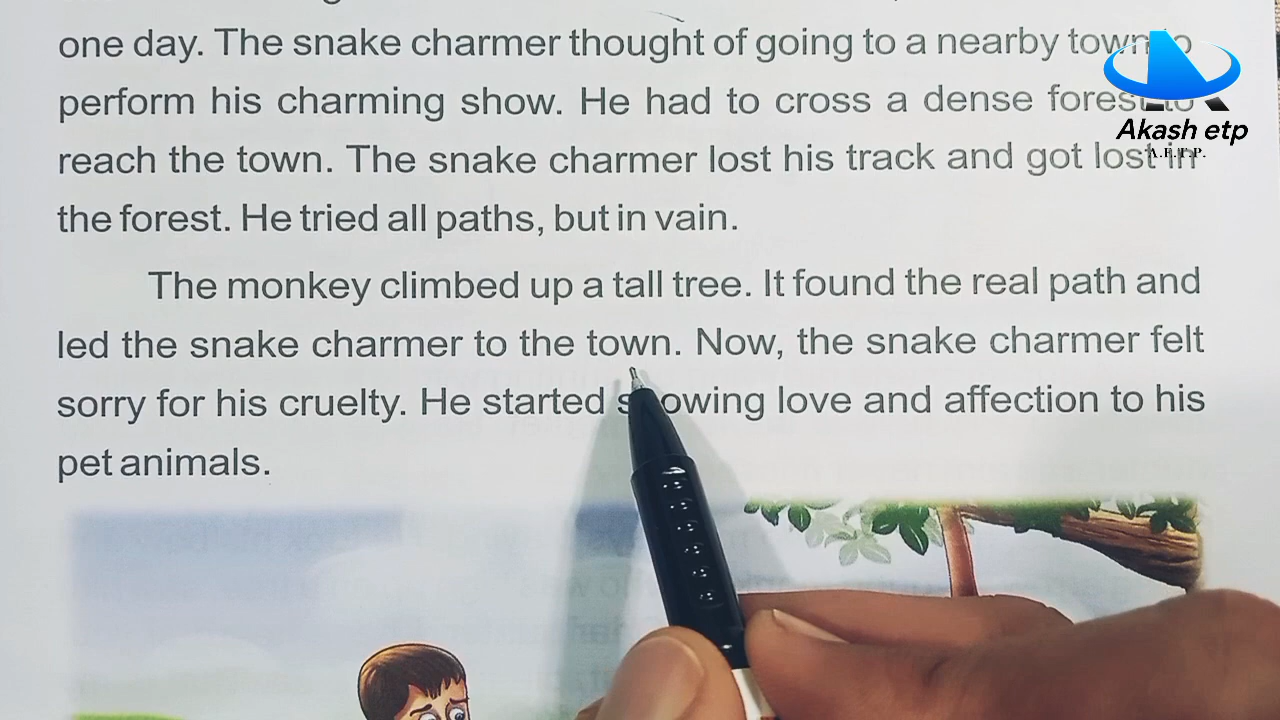 one day. The snake charmer thought of going to a nearby town to
perform his charming show. He had to cross a dense forest to
reach the town. The snake charmer lost his track and got lost in
the forest. He tried all paths, but in vain.
The monkey climbed up a tall tree. It found the real path and
led the snake charmer to the town. Now, the snake charmer felt
sorry for his cruelty. He started showing love and affection to his
pet animals.
Akash etp
A.E.T.P.